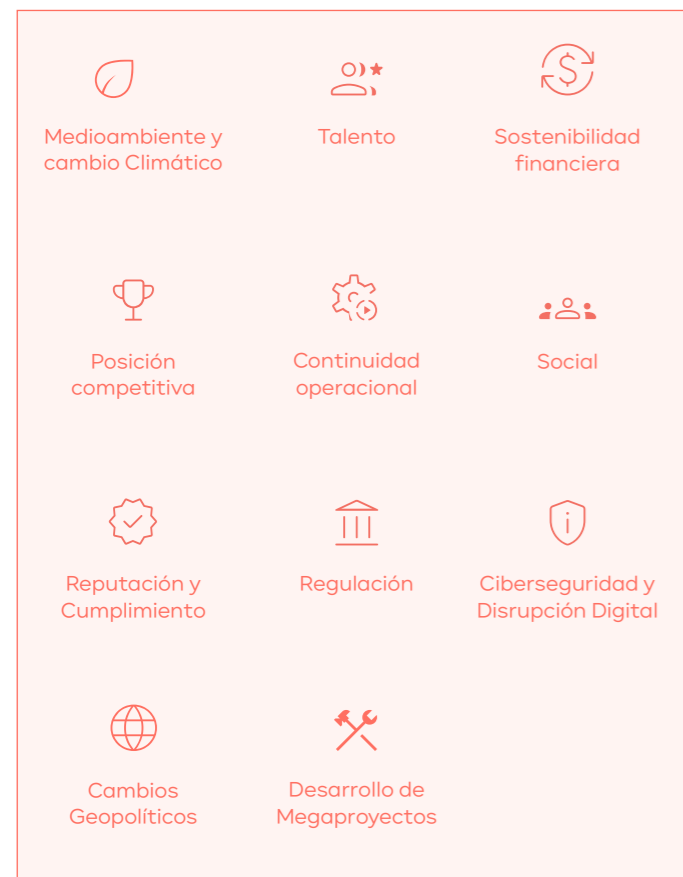 Medioambiente y
cambio Climático
Talento
Sostenibilidad
financiera
Posición
competitiva
Continuidad
operacional
Social
Reputación y
Cumplimiento
Regulación
Ciberseguridad y
Disrupción Digital
Cambios
Geopolíticos
Desarrollo de
Megaproyectos